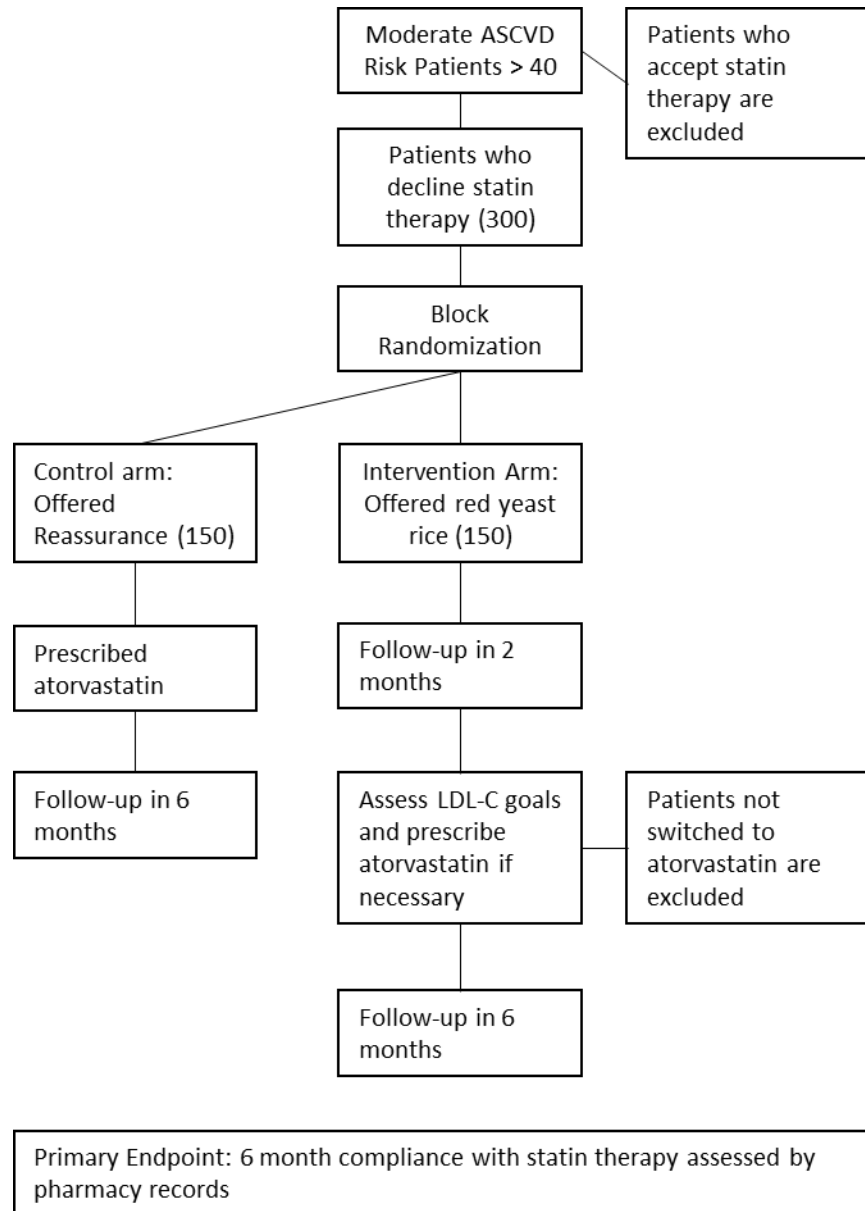 Moderate ASCVD
Risk Patients > 40
Patients who
accept statin
therapy are
excluded
Patients who
decline statin
therapy (300)
Block
Randomization
Control arm:
Offered
Reassurance (150)
Intervention Arm:
Offered red yeast
rice (150)
Prescribed
atorvastatin
Follow-up in 2
months
Follow-up in 6
months
Assess LDL-C goals
and prescribe
atorvastatin if
necessary
Patients not
switched to
atorvastatin are
excluded
Follow-up in 6
months
Primary Endpoint: 6 month compliance with statin therapy assessed by
pharmacy records